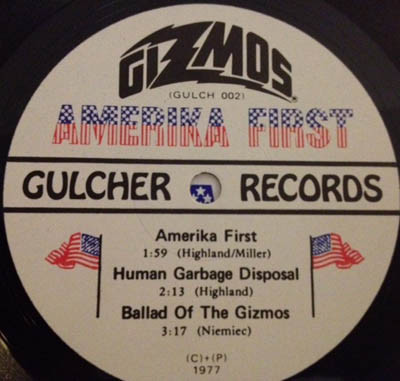 GIZMOS
(GULCH 002)
AMERIKA FIRST
GULCHER RECORDS
Amerika First
1:59 (Highland/Miller)
Human Garbage Disposal
2:13 (Highland)
Ballad Of The Gizmos
3:17 (Niemiec)
(C)+(P)
1977